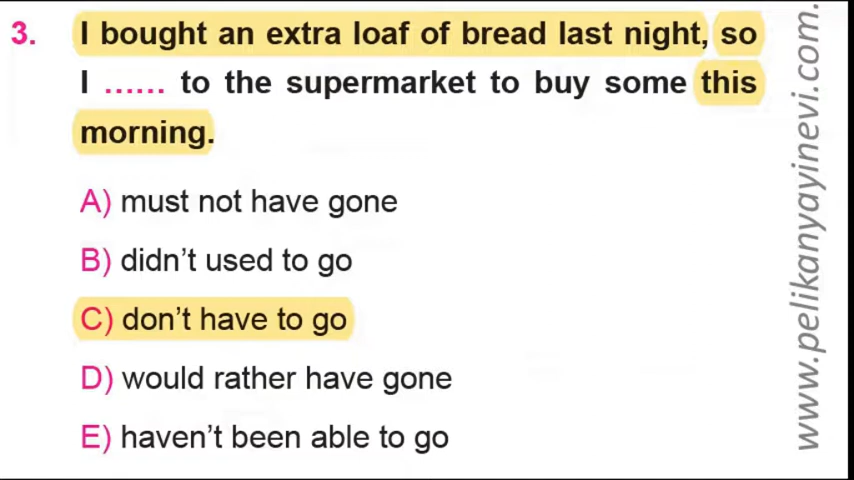 3. I bought an extra loaf of bread last night, so
I ...... to the supermarket to buy some this
morning.
A) must not have gone
B) didn’t used to go
C) don’t have to go
D) would rather have gone
E) haven’t been able to go
www.pelikanyayinevi.com.